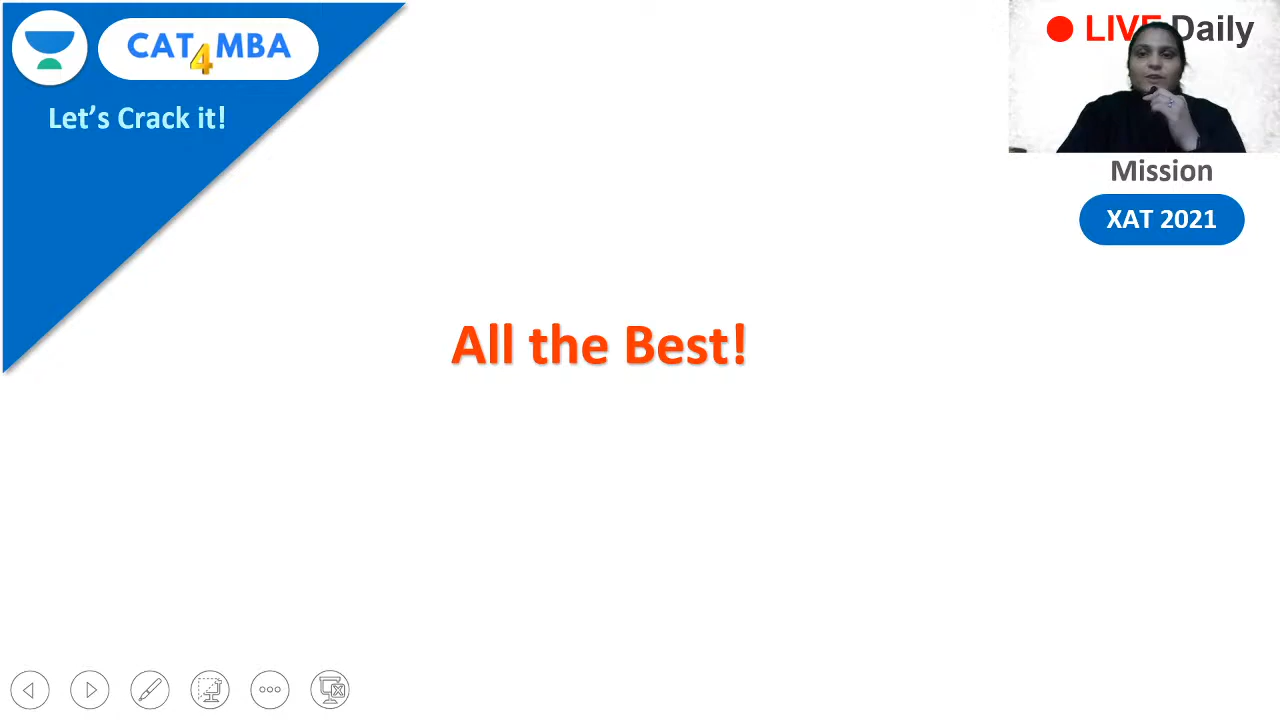 CAT4MBA
Let's Crack it!
LIVE Daily
Mission
XAT 2021
All the Best!